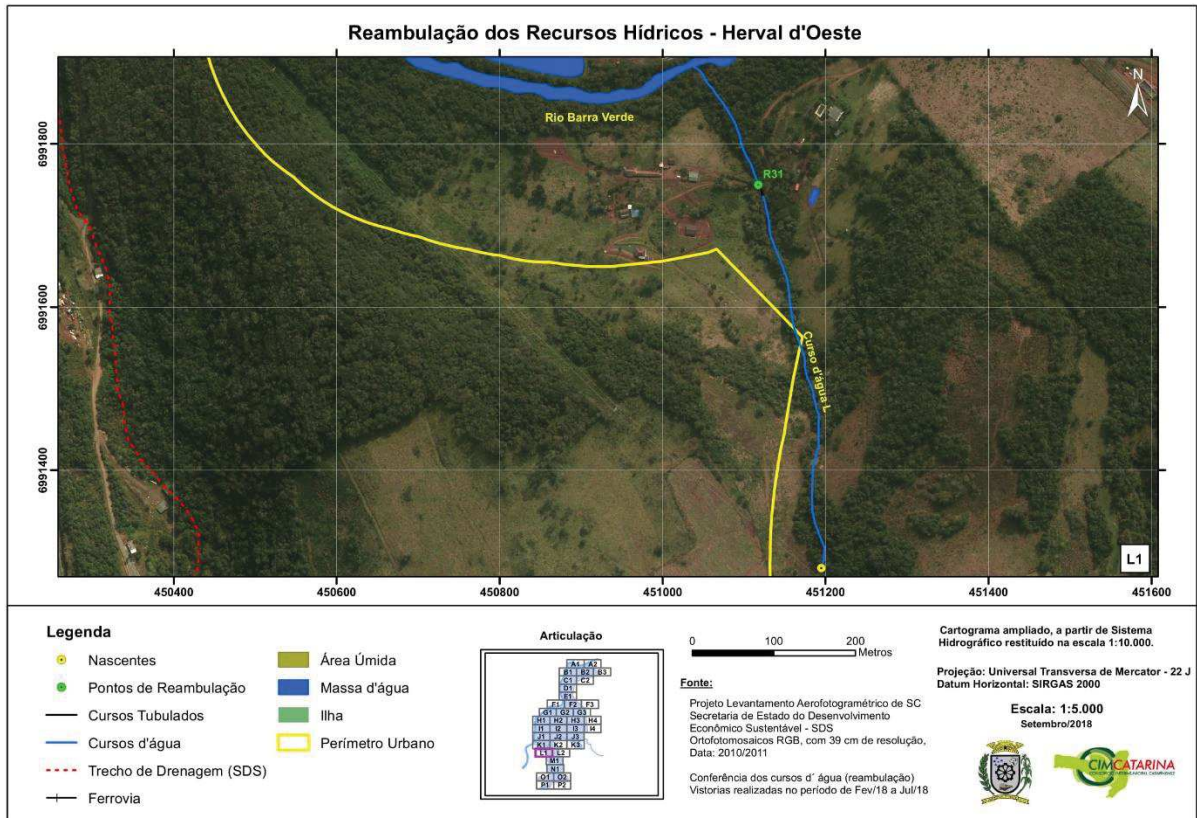 Reambulação dos Recursos Hídricos - Herval d'Oeste
N
Rio Barra Verde
R31
Curso d'água L
L1
6991800
6991600
6991400
450400
450600
450800
451000
451200
451400
451600
Legenda
Nascentes
Pontos de Reambulação
Cursos Tubulados
Cursos d'água
Trecho de Drenagem (SDS)
Ferrovia
Área Úmida
Massa d'água
Ilha
Perímetro Urbano
Articulação
A1 A2
B1 B2 B3
C1 C2
D1
E1
F1 F2 F3
G1 G2 G3
H1 H2 H3 H4
I1 I2 I3 I4
J1 J2 J3
K1 K2 K3
L1 L2
M1
N1
O1 O2
P1 P2
0 100 200
Metros
Fonte:
Projeto Levantamento Aerofotogramétrico de SC
Secretaria de Estado do Desenvolvimento
Econômico Sustentável - SDS
Ortofotomosaicos RGB, com 39 cm de resolução,
Data: 2010/2011
Conferência dos cursos d´ água (reambulação)
Vistorias realizadas no período de Fev/18 a Jul/18
Cartograma ampliado, a partir de Sistema
Hidrográfico restituído na escala 1:10.000.
Projeção: Universal Transversa de Mercator - 22 J
Datum Horizontal: SIRGAS 2000
Escala: 1:5.000
Setembro/2018
CIMCATARINA